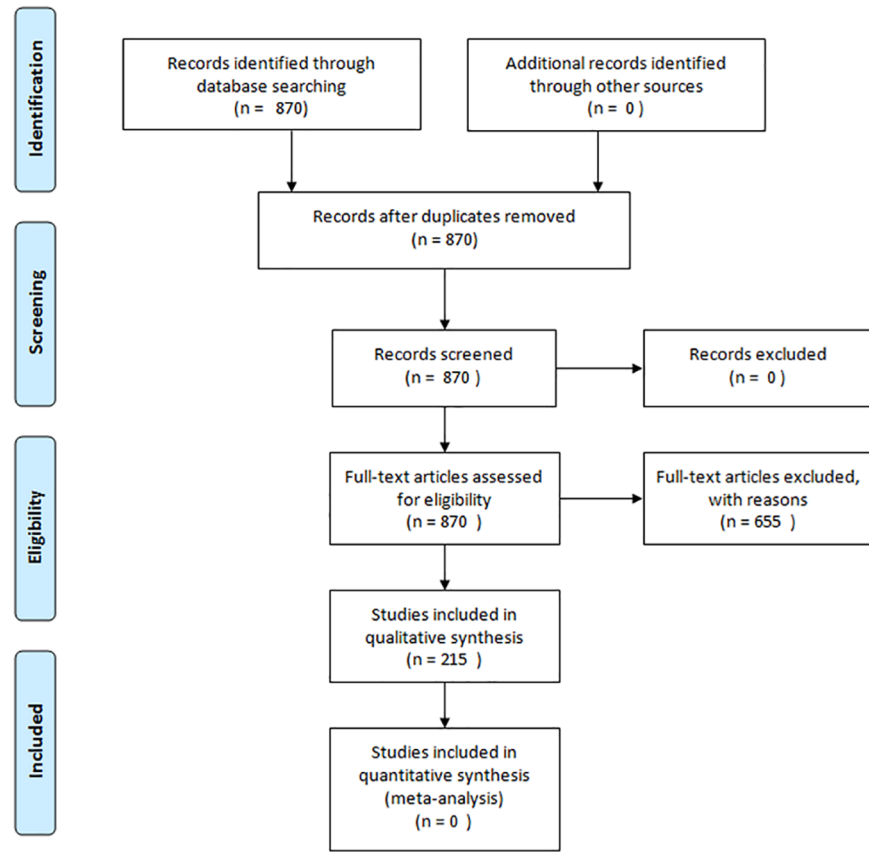 Identification
Records identified through
database searching
(n =  870)
Additional records identified
through other sources
(n =  0 )
Records after duplicates removed
(n = 870)
Screening
Records screened
(n =  870 )
Records excluded
(n =  0 )
Eligibility
Full-text articles assessed
for eligibility
(n = 870  )
Full-text articles excluded,
with reasons
(n = 655  )
Studies included in
qualitative synthesis
(n = 215  )
Included
Studies included in
quantitative synthesis
(meta-analysis)
(n = 0  )